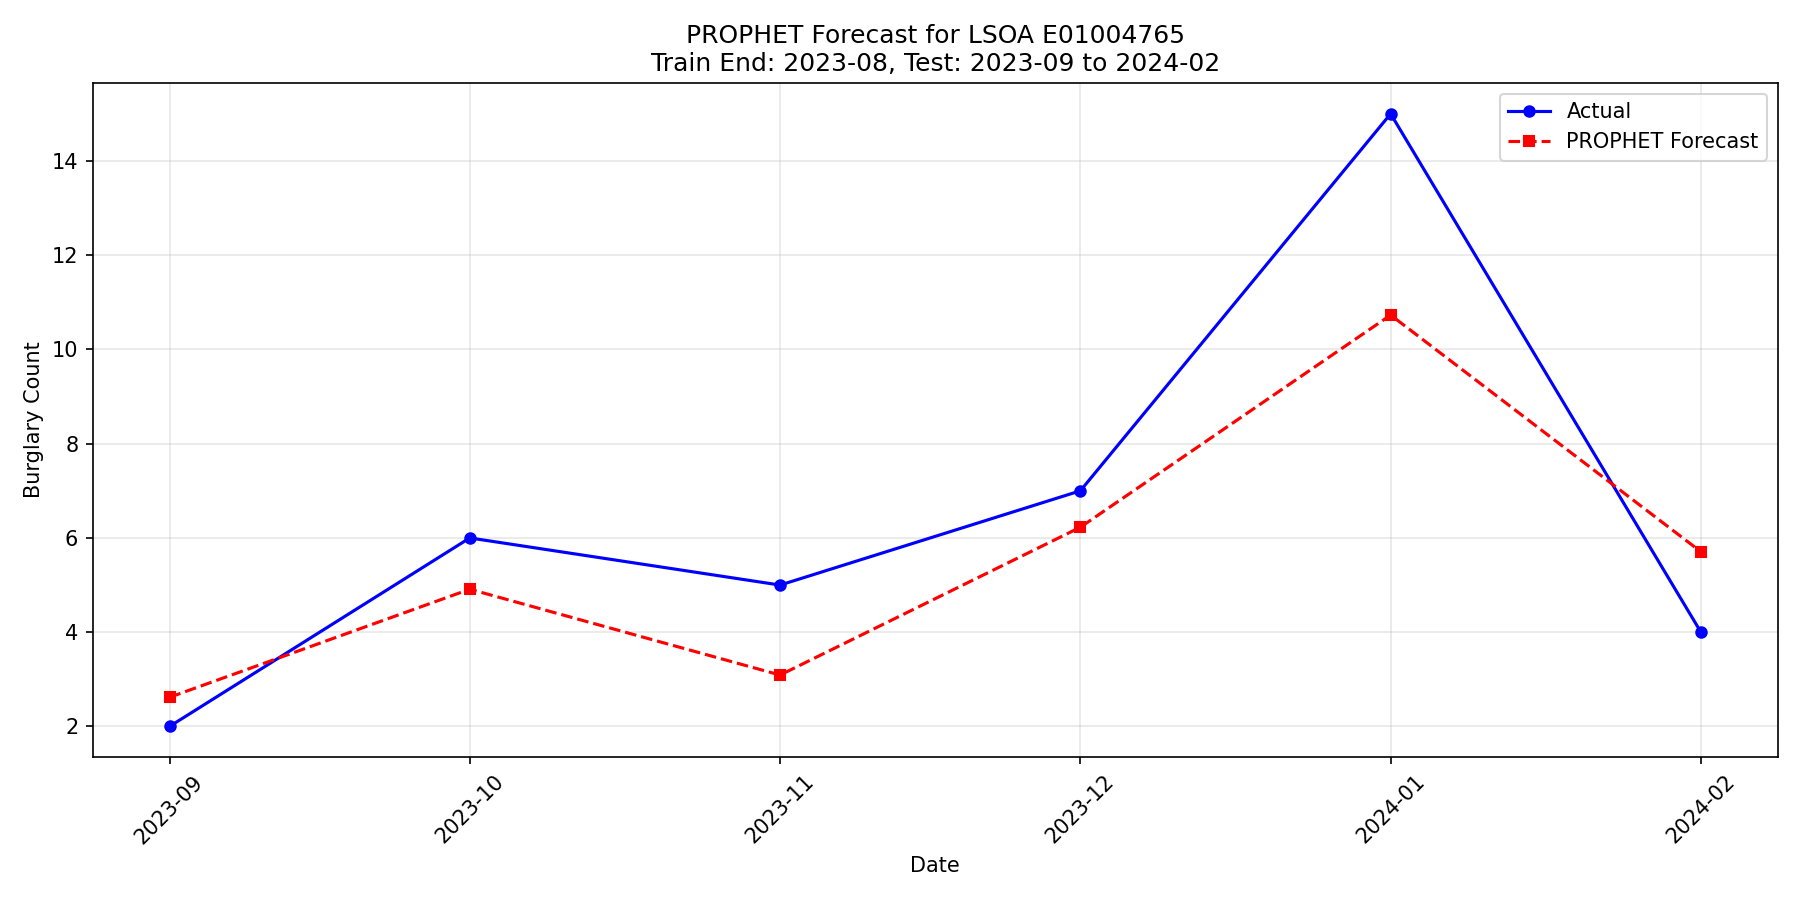 PROPHET Forecast for LSOA E01004765
Train End: 2023-08, Test: 2023-09 to 2024-02
Actual
PROPHET Forecast
Burglary Count
14
12
10
8
6
4
2
2023-09
2023-10
2023-11
2023-12
2024-01
2024-02
Date